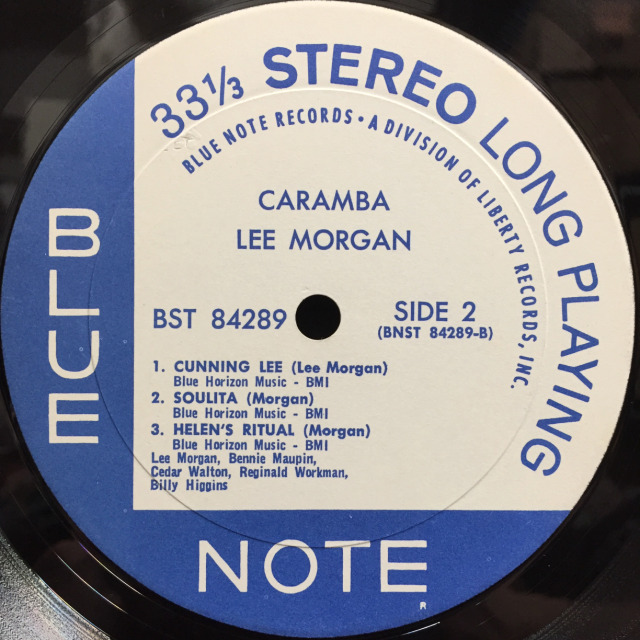 33⅓ STEREO LONG PLAYING
BLUE NOTE RECORDS • A DIVISION OF LIBERTY RECORDS, INC.
CARAMBA
LEE MORGAN
BST 84289
SIDE 2
(BNST 84289-B)
1. CUNNING LEE (Lee Morgan)
Blue Horizon Music - BMI
2. SOULITA (Morgan)
Blue Horizon Music - BMI
3. HELEN'S RITUAL (Morgan)
Blue Horizon Music - BMI
Lee Morgan, Bennie Maupin,
Cedar Walton, Reginald Workman,
Billy Higgins
BLUE
NOTE
R